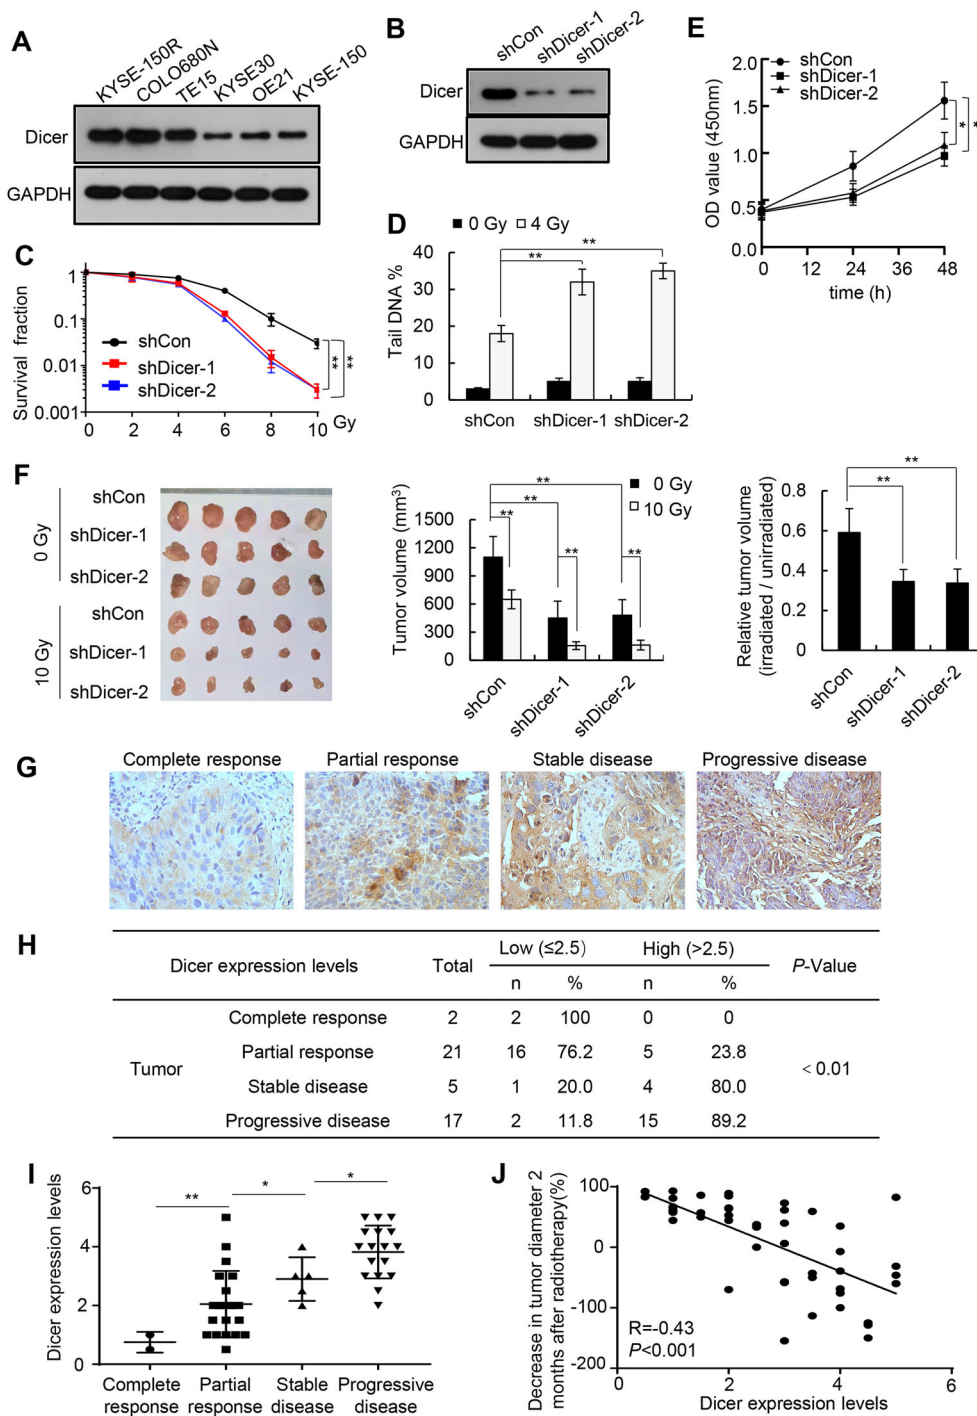 A
KYSE-150R
COLO680N
TE15
KYSE30
OE21
KYSE-150
Dicer
GAPDH
B
shCon
shDicer-1
shDicer-2
Dicer
GAPDH
E
shCon
shDicer-1
shDicer-2
OD value (450nm)
2.0
1.5
1.0
0.5
0.0
0 12 24 36 48
time (h)
*
*
C
Survival fraction
1
0.1
0.01
0.001
shCon
shDicer-1
shDicer-2
0 2 4 6 8 10 Gy
**
**
D
0 Gy 4 Gy
Tail DNA %
40
30
20
10
0
**
**
shCon shDicer-1 shDicer-2
F
0 Gy
shCon
shDicer-1
shDicer-2
10 Gy
shCon
shDicer-1
shDicer-2
0 Gy
10 Gy
Tumor volume (mm³)
1500
1200
900
600
300
0
**
**
**
**
**
shCon
shDicer-1
shDicer-2
Relative tumor volume
(irradiated / unirradiated)
0.8
0.6
0.4
0.2
0
**
**
shCon
shDicer-1
shDicer-2
G
Complete response Partial response Stable disease Progressive disease
H
Dicer expression levels Total Low (≤2.5) High (>2.5) P-Value
n % n %
Tumor
Complete response 2 2 100 0 0
Partial response 21 16 76.2 5 23.8
Stable disease 5 1 20.0 4 80.0
Progressive disease 17 2 11.8 15 89.2
< 0.01
I
Dicer expression levels
6
4
2
0
** * *
Complete response
Partial response
Stable disease
Progressive disease
J
Decrease in tumor diameter 2
months after radiotherapy(%)
200
100
0
-100
-200
R=-0.43
P<0.001
0 2 4 6
Dicer expression levels